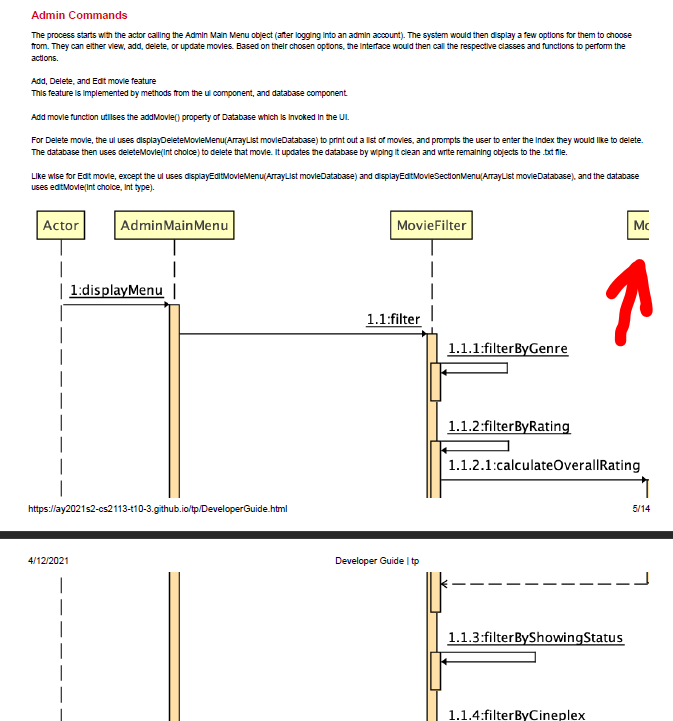 Admin Commands
The process starts with the actor calling the Admin Main Menu object (after logging into an admin account). The system would then display a few options for them to choose
from. They can either view, add, delete, or update movies. Based on their chosen options, the interface would then call the respective classes and functions to perform the
actions.
Add, Delete, and Edit movie feature
This feature is implemented by methods from the ui component, and database component.
Add movie function utilises the addMovie() property of Database which is invoked in the UI.
For Delete movie, the ui uses displayDeleteMovieMenu(ArrayList movieDatabase) to print out a list of movies, and prompts the user to enter the index they would like to delete.
The database then uses deleteMovie(int choice) to delete that movie. It updates the database by wiping it clean and write remaining objects to the .txt file.
Like wise for Edit movie, except the ui uses displayEditMovieMenu(ArrayList movieDatabase) and displayEditMovieSectionMenu(ArrayList movieDatabase), and the database
uses editMovie(int choice, int type).
Actor AdminMainMenu MovieFilter
1:displayMenu
1.1:filter
1.1.1:filterByGenre
1.1.2:filterByRating
1.1.2.1:calculateOverallRating
https://ay2021s2-cs2113-t10-3.github.io/tp/DeveloperGuide.html 5/14
4/12/2021 Developer Guide | tp
1.1.3:filterByShowingStatus
1.1.4:filterByCineplex